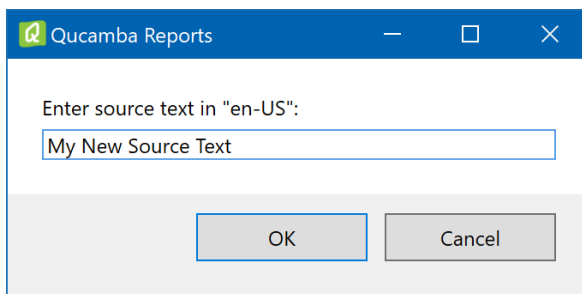 Qucamba Reports
Enter source text in "en-US":
My New Source Text
OK Cancel